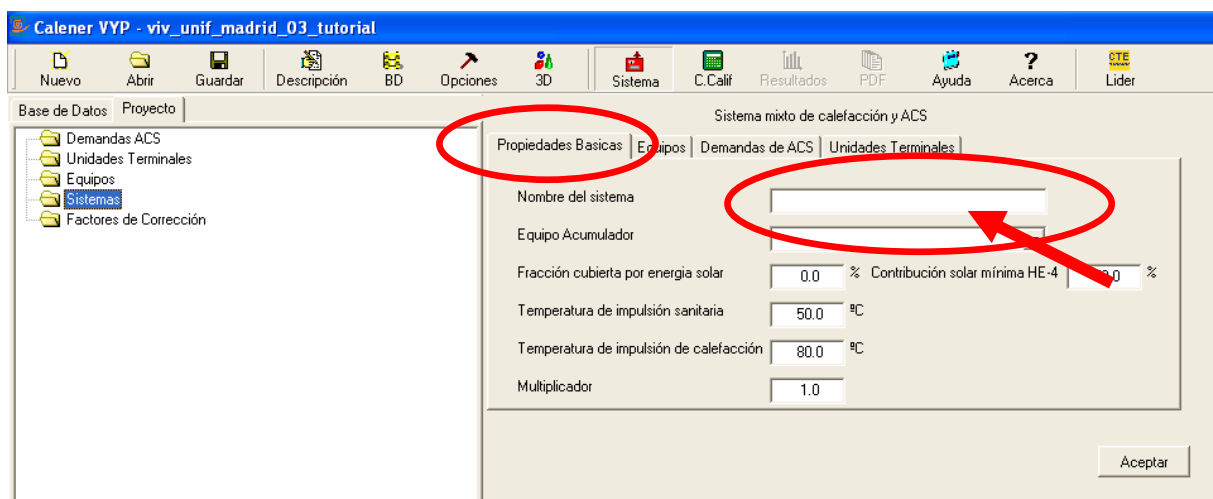 Calener VYP - viv_unif_madrid_03_tutorial
Nuevo Abrir Guardar Descripción BD Opciones 3D Sistema C.Calif Resultados PDF Ayuda Acerca CTE Lider
Base de Datos Proyecto
Demandas ACS
Unidades Terminales
Equipos
Sistemas
Factores de Corrección
Sistema mixto de calefacción y ACS
Propiedades Basicas Equipos Demandas de ACS Unidades Terminales
Nombre del sistema
Equipo Acumulador
Fracción cubierta por energia solar 0.0 % Contribución solar mínima HE-4 %
Temperatura de impulsión sanitaria 50.0 ºC
Temperatura de impulsión de calefacción 80.0 ºC
Multiplicador 1.0
Aceptar